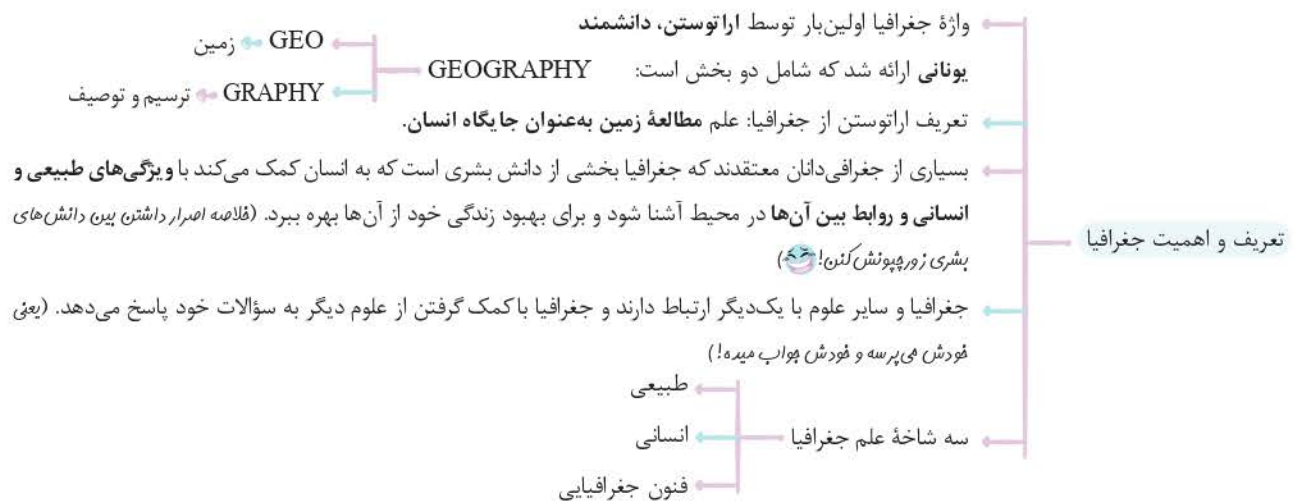 تعریف و اهمیت جغرافیا
واژهٔ جغرافیا اولین‌بار توسط اراتوستن، دانشمند
یونانی ارائه شد که شامل دو بخش است: GEOGRAPHY
GEO زمین
GRAPHY ترسیم و توصیف
تعریف اراتوستن از جغرافیا: علم مطالعهٔ زمین به‌عنوان جایگاه انسان.
بسیاری از جغرافی‌دانان معتقدند که جغرافیا بخشی از دانش بشری است که به انسان کمک می‌کند با ویژگی‌های طبیعی و
انسانی و روابط بین آن‌ها در محیط آشنا شود و برای بهبود زندگی خود از آن‌ها بهره ببرد. (خلاصه اصرار داشتن بین دانش‌های
بشری زورچپونش کنن! 😂)
جغرافیا و سایر علوم با یک‌دیگر ارتباط دارند و جغرافیا با کمک گرفتن از علوم دیگر به سؤالات خود پاسخ می‌دهد. (یعنی
خودش می‌پرسه و خودش جواب میده!)
سه شاخهٔ علم جغرافیا
طبیعی
انسانی
فنون جغرافیایی